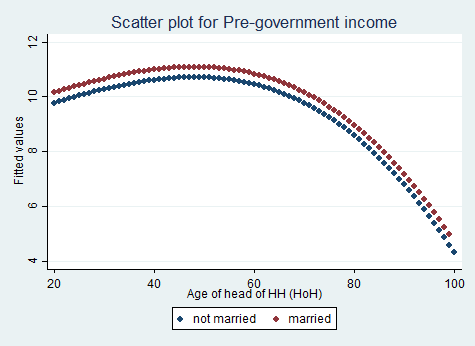 Scatter plot for Pre-government income
Fitted values
12
10
8
6
4
20 40 60 80 100
Age of head of HH (HoH)
not married married